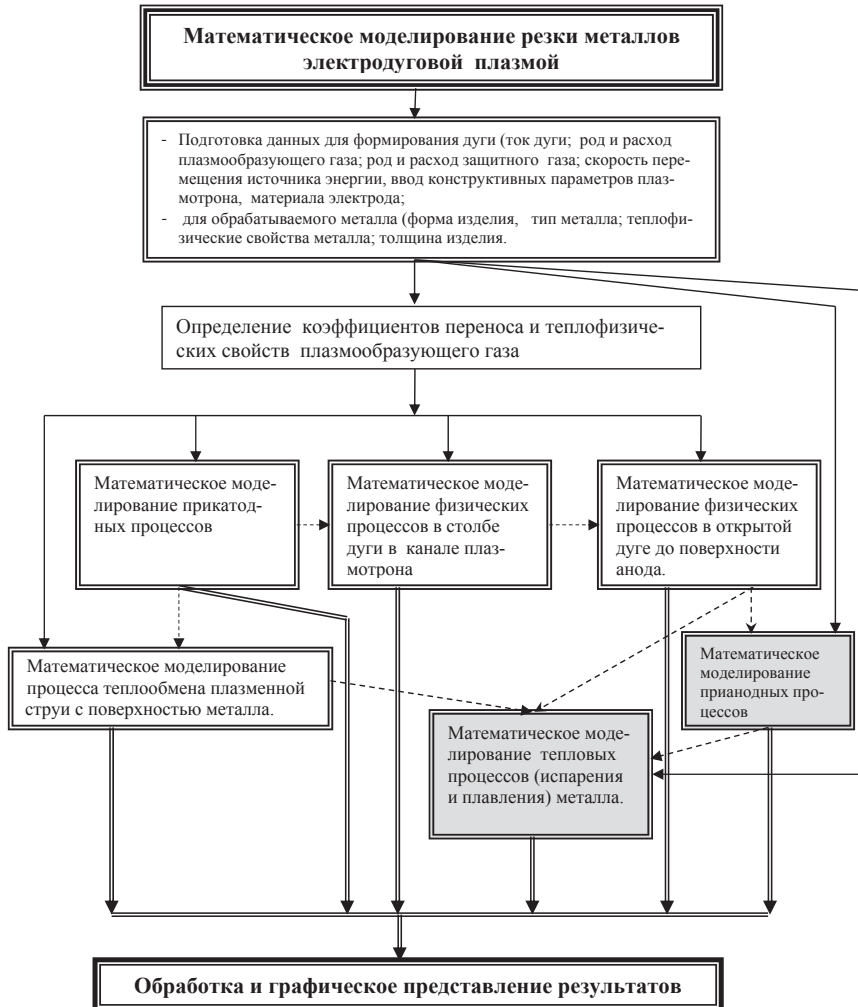 Математическое моделирование резки металлов
электродуговой плазмой
- Подготовка данных для формирования дуги (ток дуги; род и расход
плазмообразующего газа; род и расход защитного газа; скорость пере-
мещения источника энергии, ввод конструктивных параметров плаз-
мотрона, материала электрода;
- для обрабатываемого металла (форма изделия, тип металла; теплофи-
зические свойства металла; толщина изделия.
Определение коэффициентов переноса и теплофизиче-
ских свойств плазмообразующего газа
Математическое моде-
лирование прикатод-
ных процессов
Математическое моде-
лирование физических
процессов в столбе
дуги в канале плаз-
мотрона
Математическое моде-
лирование физических
процессов в открытой
дуге до поверхности
анода.
Математическое моделирование
процесса теплообмена плазменной
струи с поверхностью металла.
Математическое моде-
лирование тепловых
процессов (испарения
и плавления) металла.
Математическое
моделирование
прианодных про-
цессов
Обработка и графическое представление результатов